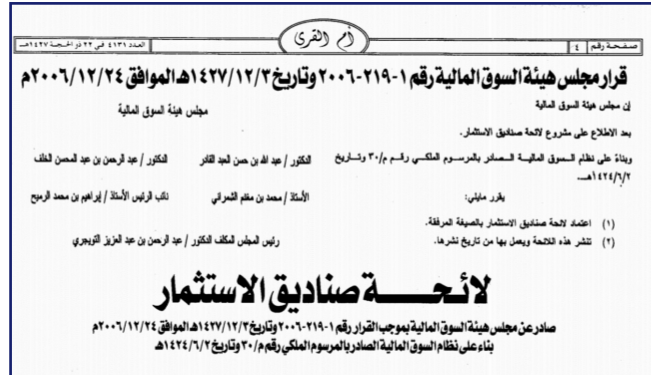 صفحة رقم ٤
أم القرى
العدد ٤١٣١ في ٢٢ ذو الحجة ١٤٢٧هـ
قرار مجلس هيئة السوق المالية رقم ١-٢١٩-٢٠٠٦ وتاريخ ١٤٢٧/١٢/٣هـ الموافق ٢٠٠٦/١٢/٢٤م
إن مجلس هيئة السوق المالية
بعد الاطلاع على مشروع لائحة صناديق الاستثمار.
وبناءً على نظام السوق المالية الصادر بالمرسوم الملكي رقم م/٣٠ وتاريخ
١٤٢٤/٦/٢هـ.
يقرر مايلي:
(١) اعتماد لائحة صناديق الاستثمار بالصيغة المرفقة.
(٢) تنشر هذه اللائحة ويعمل بها من تاريخ نشرها.
مجلس هيئة السوق المالية
الدكتور / عبد الله بن حسن العبد القادر
الدكتور / عبد الرحمن بن عبد المحسن الخلف
الأستاذ / محمد بن مغنم الشمراني
نائب الرئيس الأستاذ / إبراهيم بن محمد الرميح
رئيس المجلس المكلف الدكتور / عبد الرحمن بن عبد العزيز التويجري
لائحة صناديق الاستثمار
صادر عن مجلس هيئة السوق المالية بموجب القرار رقم ١-٢١٩-٢٠٠٦ وتاريخ ١٤٢٧/١٢/٣هـ الموافق ٢٠٠٦/١٢/٢٤م
بناء على نظام السوق المالية الصادر بالمرسوم الملكي رقم م/٣٠ وتاريخ ١٤٢٤/٦/٢هـ